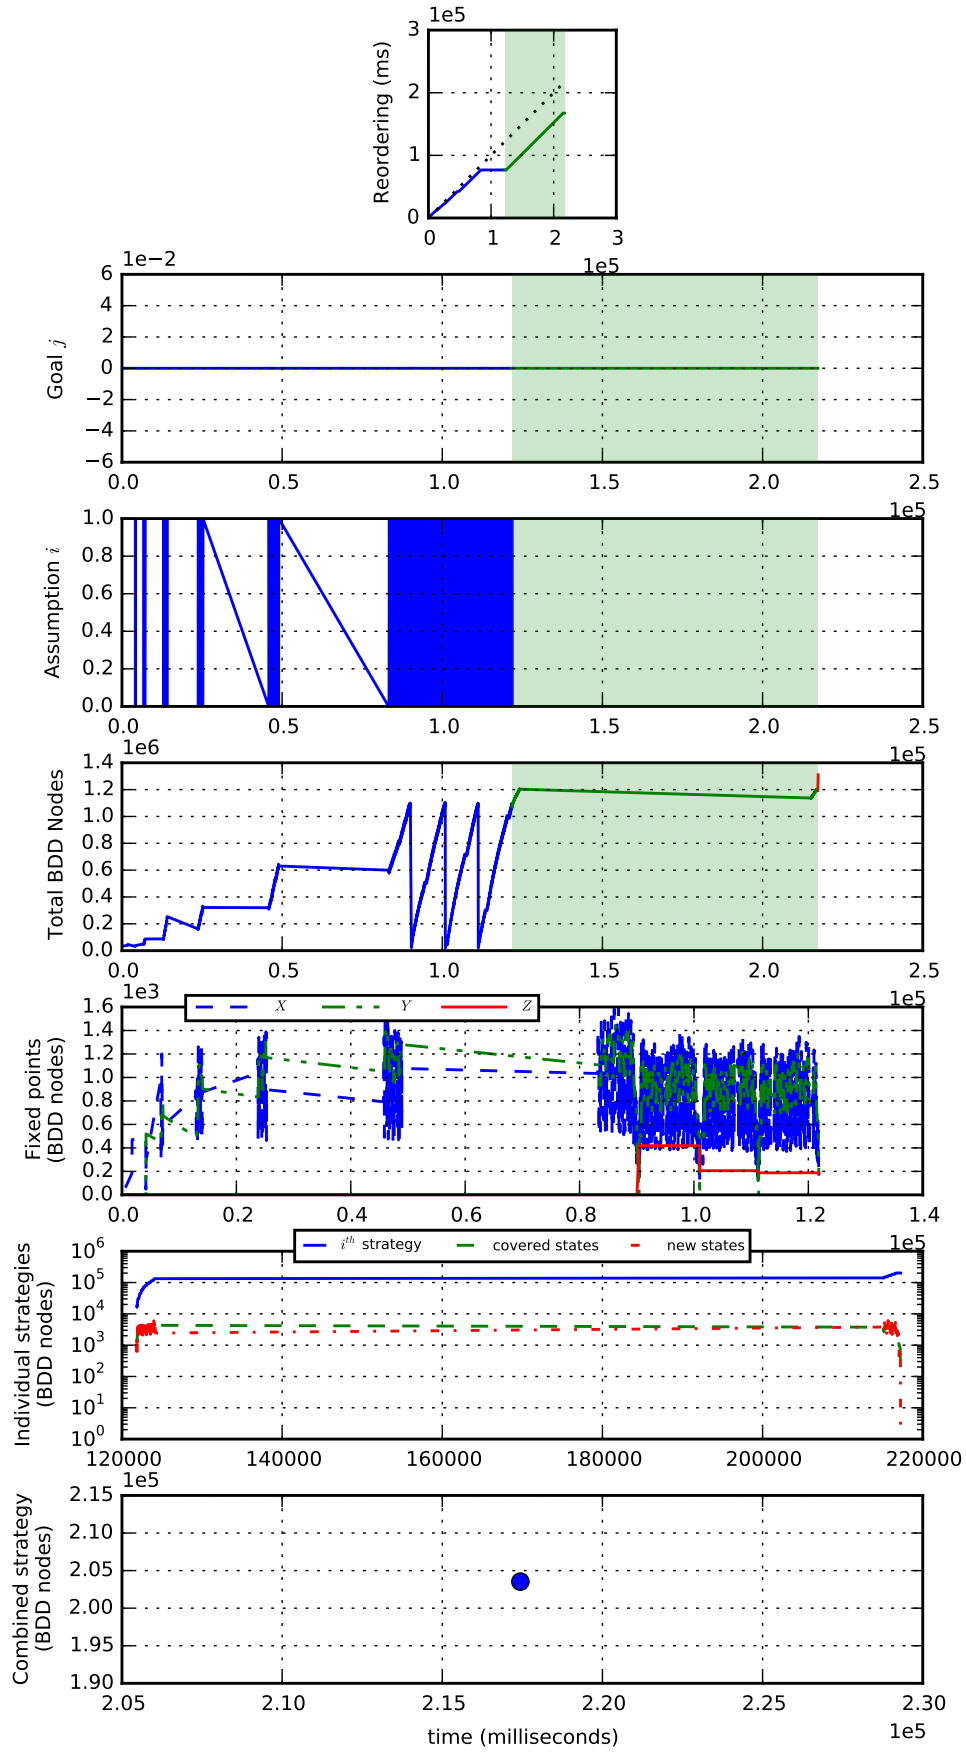 1e5
3
2
1
0
Reordering (ms)
0 1 2 3
1e5
1e−2
6
4
2
0
−2
−4
−6
Goal j
0.0 0.5 1.0 1.5 2.0 2.5
1e5
1.0
0.8
0.6
0.4
0.2
0.0
Assumption i
0.0 0.5 1.0 1.5 2.0 2.5
1e5
1e6
1.4
1.2
1.0
0.8
0.6
0.4
0.2
0.0
Total BDD Nodes
0.0 0.5 1.0 1.5 2.0 2.5
1e5
1e3
X Y Z
1.6
1.4
1.2
1.0
0.8
0.6
0.4
0.2
0.0
Fixed points
(BDD nodes)
0.0 0.2 0.4 0.6 0.8 1.0 1.2 1.4
1e5
i^th strategy covered states new states
10^6
10^5
10^4
10^3
10^2
10^1
10^0
Individual strategies
(BDD nodes)
120000 140000 160000 180000 200000 220000
1e5
2.15
2.10
2.05
2.00
1.95
1.90
Combined strategy
(BDD nodes)
2.05 2.10 2.15 2.20 2.25 2.30
time (milliseconds)
1e5